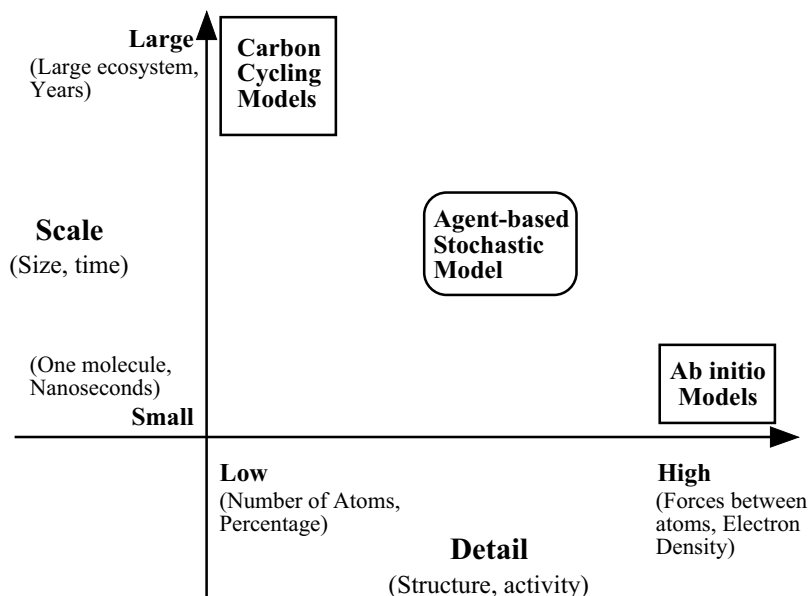 Large
(Large ecosystem,
Years)
Carbon
Cycling
Models
Scale
(Size, time)
Agent-based
Stochastic
Model
(One molecule,
Nanoseconds)
Small
Ab initio
Models
Low
(Number of Atoms,
Percentage)
High
(Forces between
atoms, Electron
Density)
Detail
(Structure, activity)